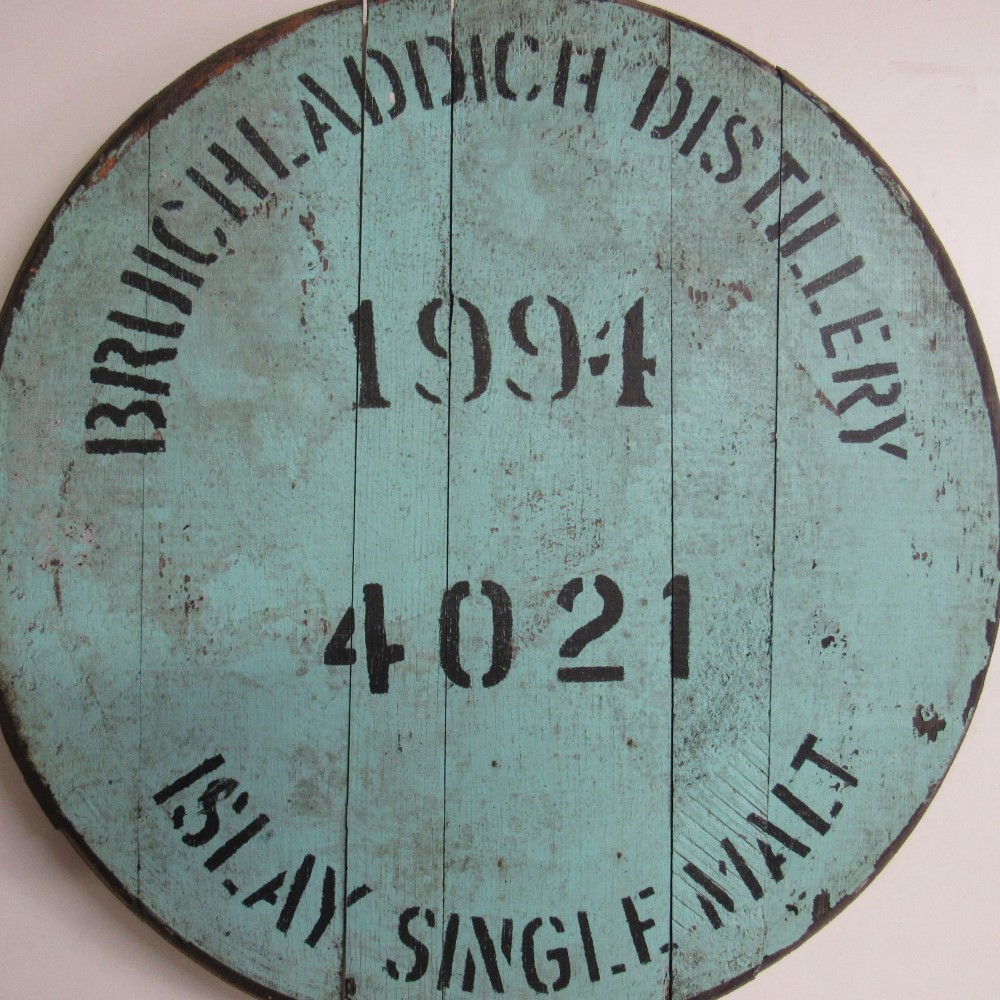 BRUICHLADDICH DISTILLERY
1994
4021
ISLAY SINGLE MALT